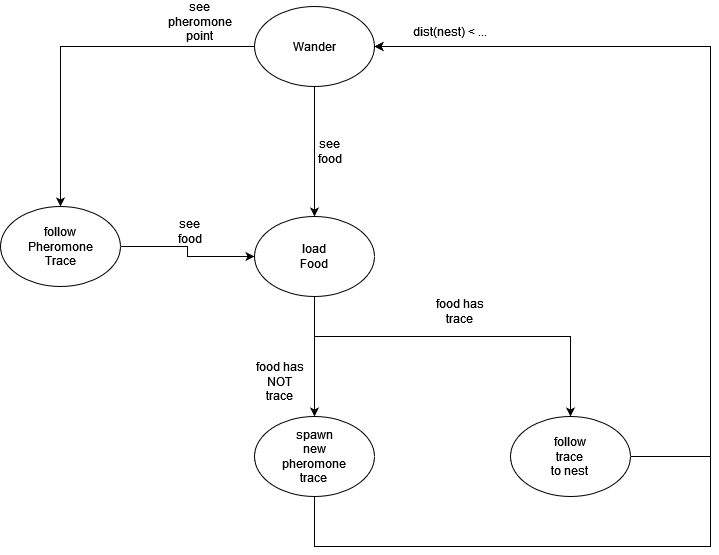 see
pheromone
point
Wander
dist(nest) < ...
see
food
follow
Pheromone
Trace
see
food
load
Food
food has
trace
food has
NOT
trace
spawn
new
pheromone
trace
follow
trace
to nest